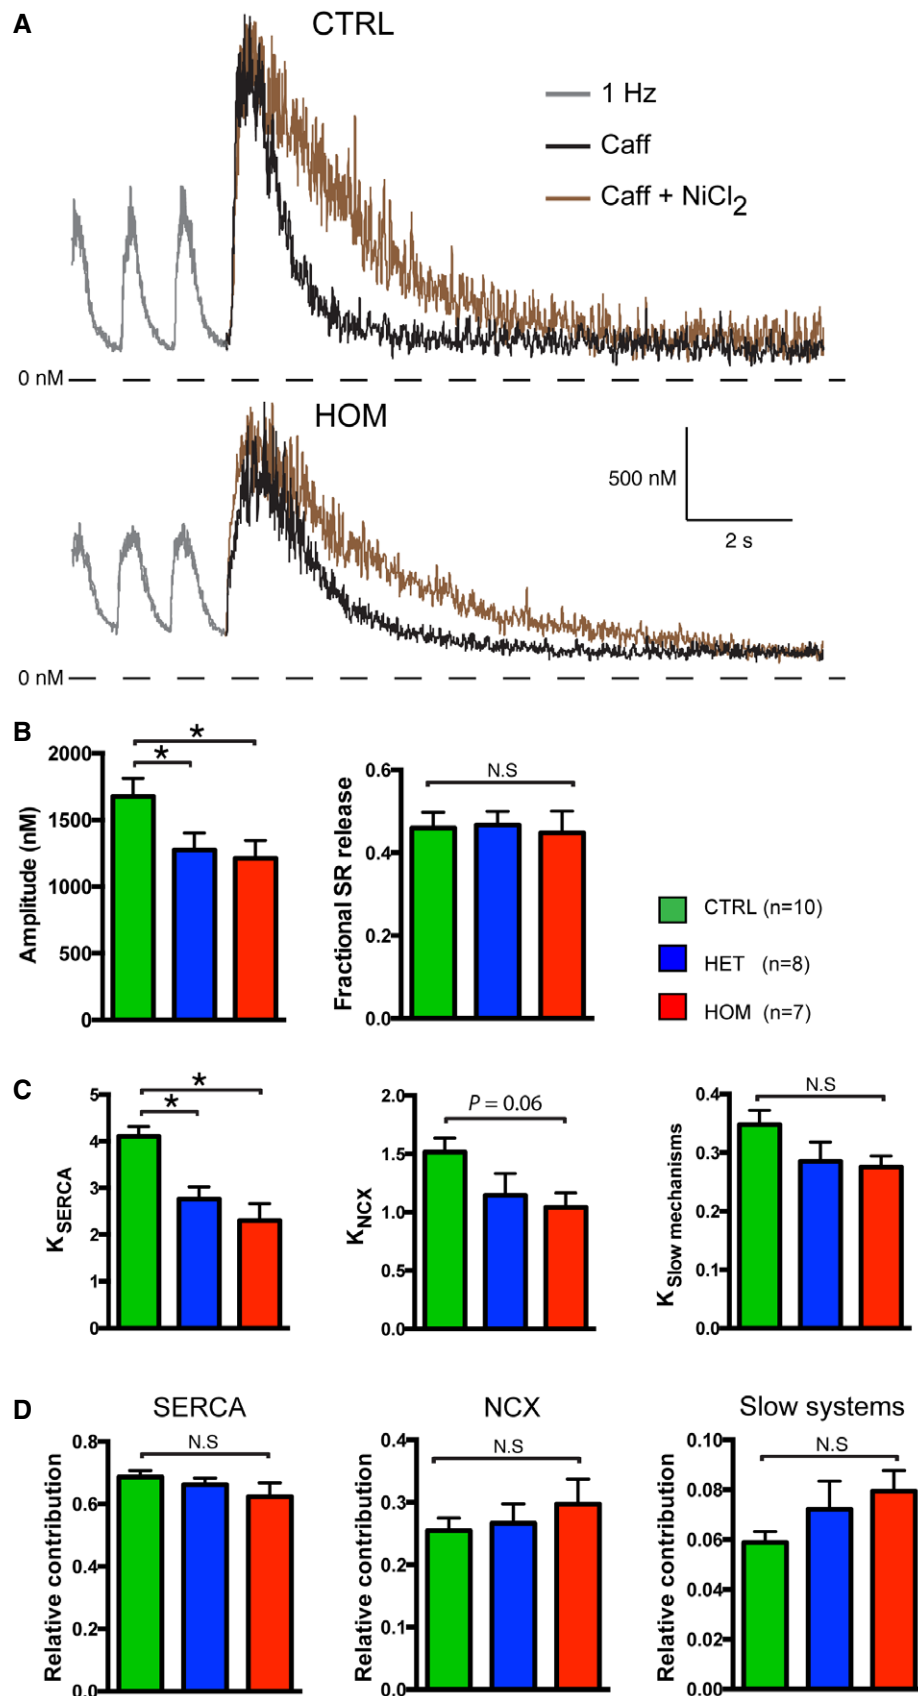 A
CTRL
1 Hz
Caff
Caff + NiCl2
0 nM
HOM
500 nM
2 s
0 nM
B
*
*
2000
1500
1000
500
0
Amplitude (nM)
N.S
0.6
0.4
0.2
0.0
Fractional SR release
CTRL (n=10)
HET (n=8)
HOM (n=7)
C
*
*
5
4
3
2
1
0
KSERCA
P = 0.06
2.0
1.5
1.0
0.5
0.0
KNCX
N.S
0.4
0.3
0.2
0.1
0.0
KSlow mechanisms
D
SERCA
N.S
0.8
0.6
0.4
0.2
0.0
Relative contribution
NCX
N.S
0.4
0.3
0.2
0.1
0.0
Relative contribution
Slow systems
N.S
0.10
0.08
0.06
0.04
0.02
0.00
Relative contribution